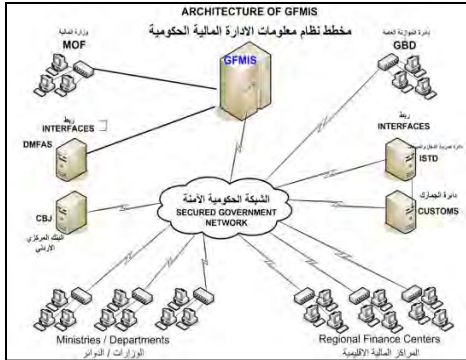 ARCHITECTURE OF GFMIS
مخطط نظام معلومات الادارة المالية الحكومية
وزارة المالية
MOF
GFMIS
دائرة الموازنة العامة
GBD
ربط
INTERFACES
DMFAS
ربط
INTERFACES
ISTD
CBJ
البنك المركزي
الاردني
الشبكة الحكومية الآمنة
SECURED GOVERNMENT
NETWORK
دائرة الجمارك
CUSTOMS
Ministries / Departments
الوزارات / الدوائر
Regional Finance Centers
المراكز المالية الاقليمية